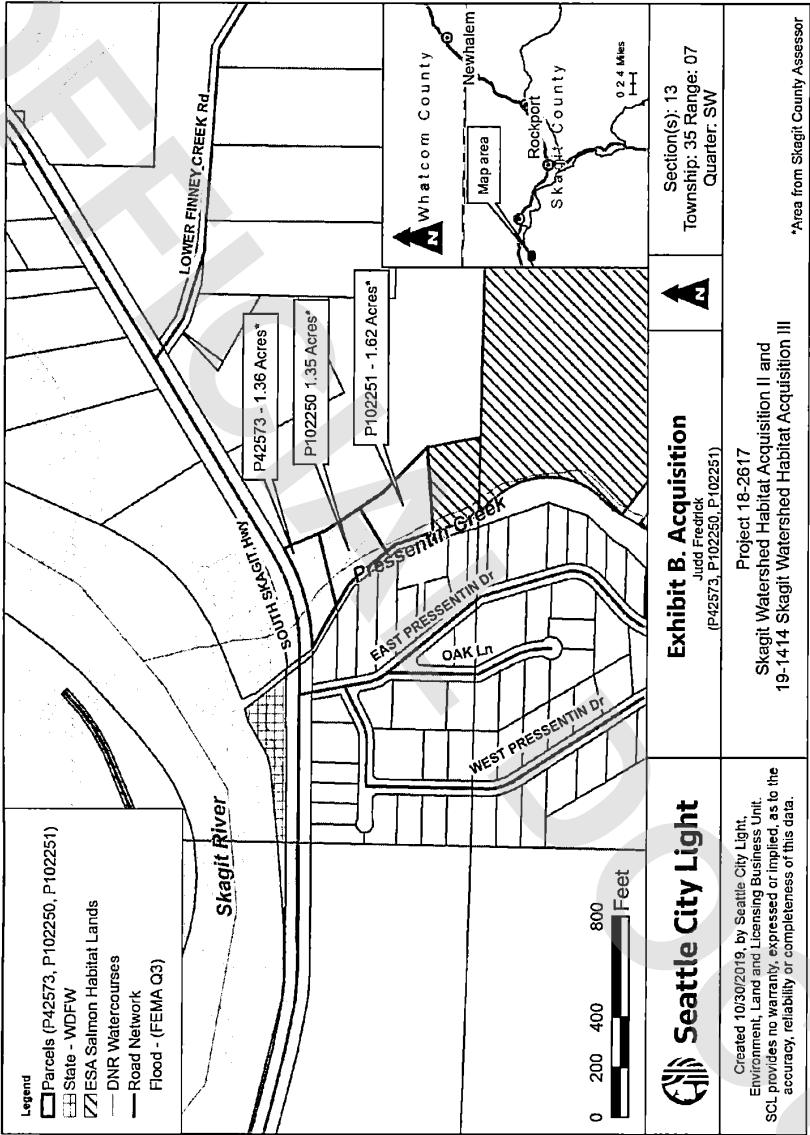 Legend
Parcels (P42573, P102250, P102251)
State - WDFW
ESA Salmon Habitat Lands
DNR Watercourses
Road Network
Flood - (FEMA Q3)
Skagit River
SOUTH SKAGIT Hwy
LOWER FINNEY CREEK Rd
P42573 - 1.36 Acres*
P102250 1.35 Acres*
P102251 - 1.62 Acres*
Pressentin Creek
EAST PRESSENTIN Dr
OAK Ln
WEST PRESSENTIN Dr
0 200 400 800
Feet
N
Whatcom County
Newhalem
Map area
Rockport
Skagit County
0 2 4 Miles
Seattle City Light
Created 10/30/2019, by Seattle City Light,
Environment, Land and Licensing Business Unit.
SCL provides no warranty, expressed or implied, as to the
accuracy, reliability or completeness of this data.
Exhibit B. Acquisition
Judd Fredrick
(P42573, P102250, P102251)
N
Section(s): 13
Township: 35 Range: 07
Quarter: SW
Project 18-2617
Skagit Watershed Habitat Acquisition II and
19-1414 Skagit Watershed Habitat Acquisition III
*Area from Skagit County Assessor